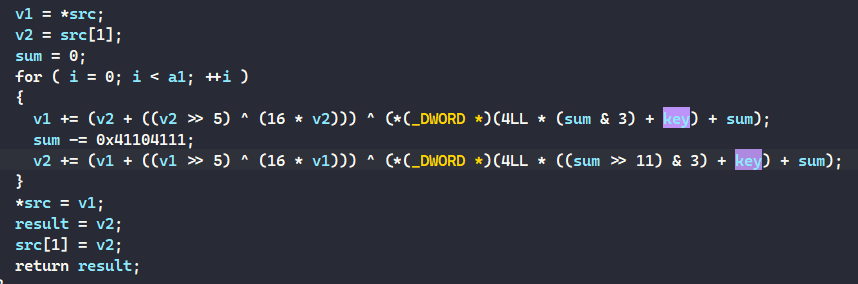 v1 = *src;
v2 = src[1];
sum = 0;
for ( i = 0; i < a1; ++i )
{
v1 += (v2 + ((v2 >> 5) ^ (16 * v2))) ^ (*(_DWORD *)(4LL * (sum & 3) + key) + sum);
sum -= 0x41104111;
v2 += (v1 + ((v1 >> 5) ^ (16 * v1))) ^ (*(_DWORD *)(4LL * ((sum >> 11) & 3) + key) + sum);
}
*src = v1;
result = v2;
src[1] = v2;
return result;